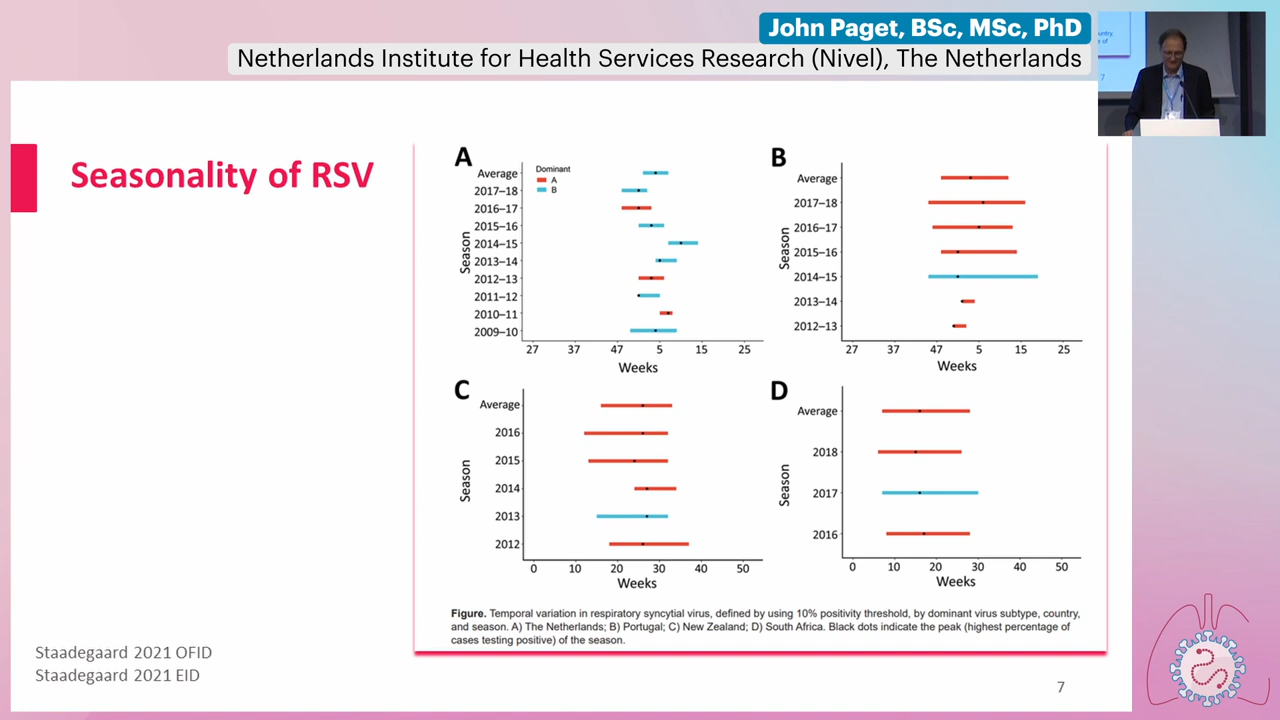 John Paget, BSc, MSc, PhD
Netherlands Institute for Health Services Research (Nivel), The Netherlands
7
Seasonality of RSV
A
Dominant
A
B
Average
2017–18
2016–17
2015–16
2014–15
2013–14
2012–13
2011–12
2010–11
2009–10
Season
27 37 47 5 15 25
Weeks
B
Average
2017–18
2016–17
2015–16
2014–15
2013–14
2012–13
Season
27 37 47 5 15 25
Weeks
C
Average
2016
2015
2014
2013
2012
Season
0 10 20 30 40 50
Weeks
D
Average
2018
2017
2016
Season
0 10 20 30 40 50
Weeks
Figure. Temporal variation in respiratory syncytial virus, defined by using 10% positivity threshold, by dominant virus subtype, country,
and season. A) The Netherlands; B) Portugal; C) New Zealand; D) South Africa. Black dots indicate the peak (highest percentage of
cases testing positive) of the season.
Staadegaard 2021 OFID
Staadegaard 2021 EID
7